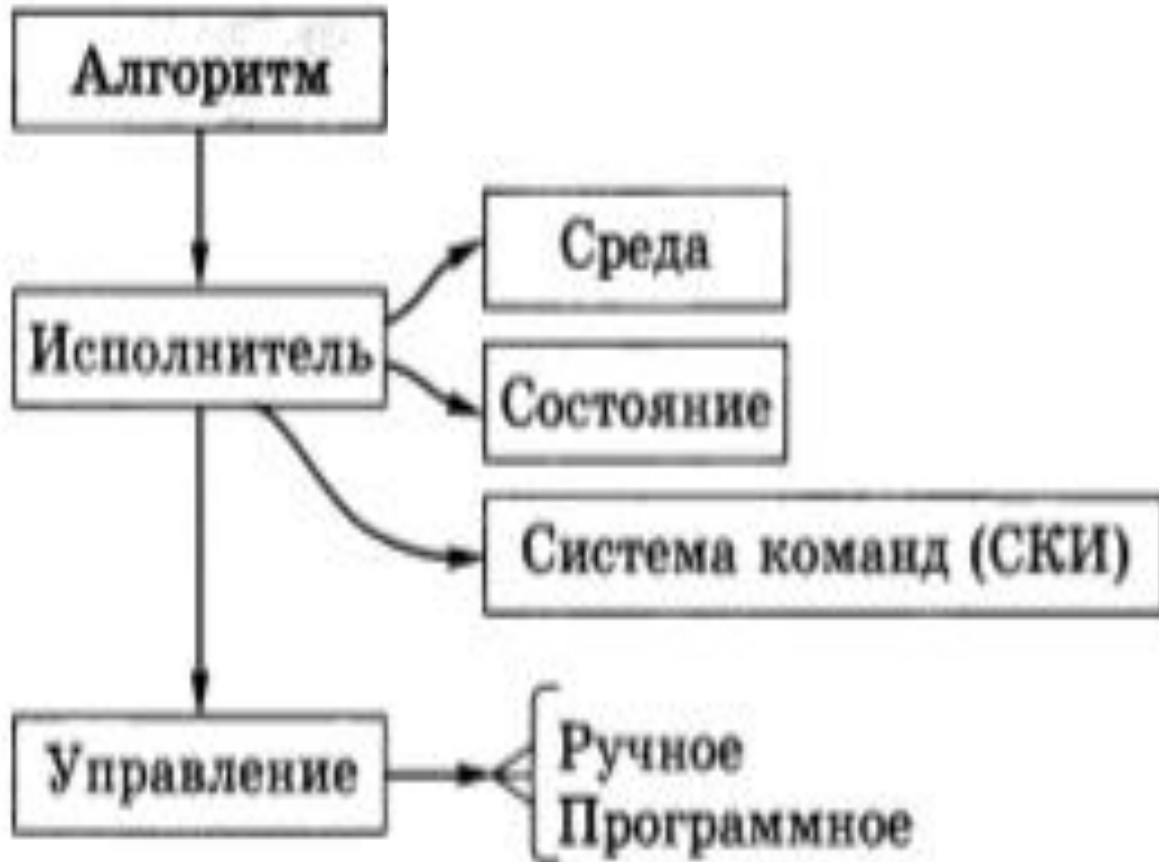 Алгоритм
Исполнитель
Среда
Состояние
Система команд (СКИ)
Управление
Ручное
Программное